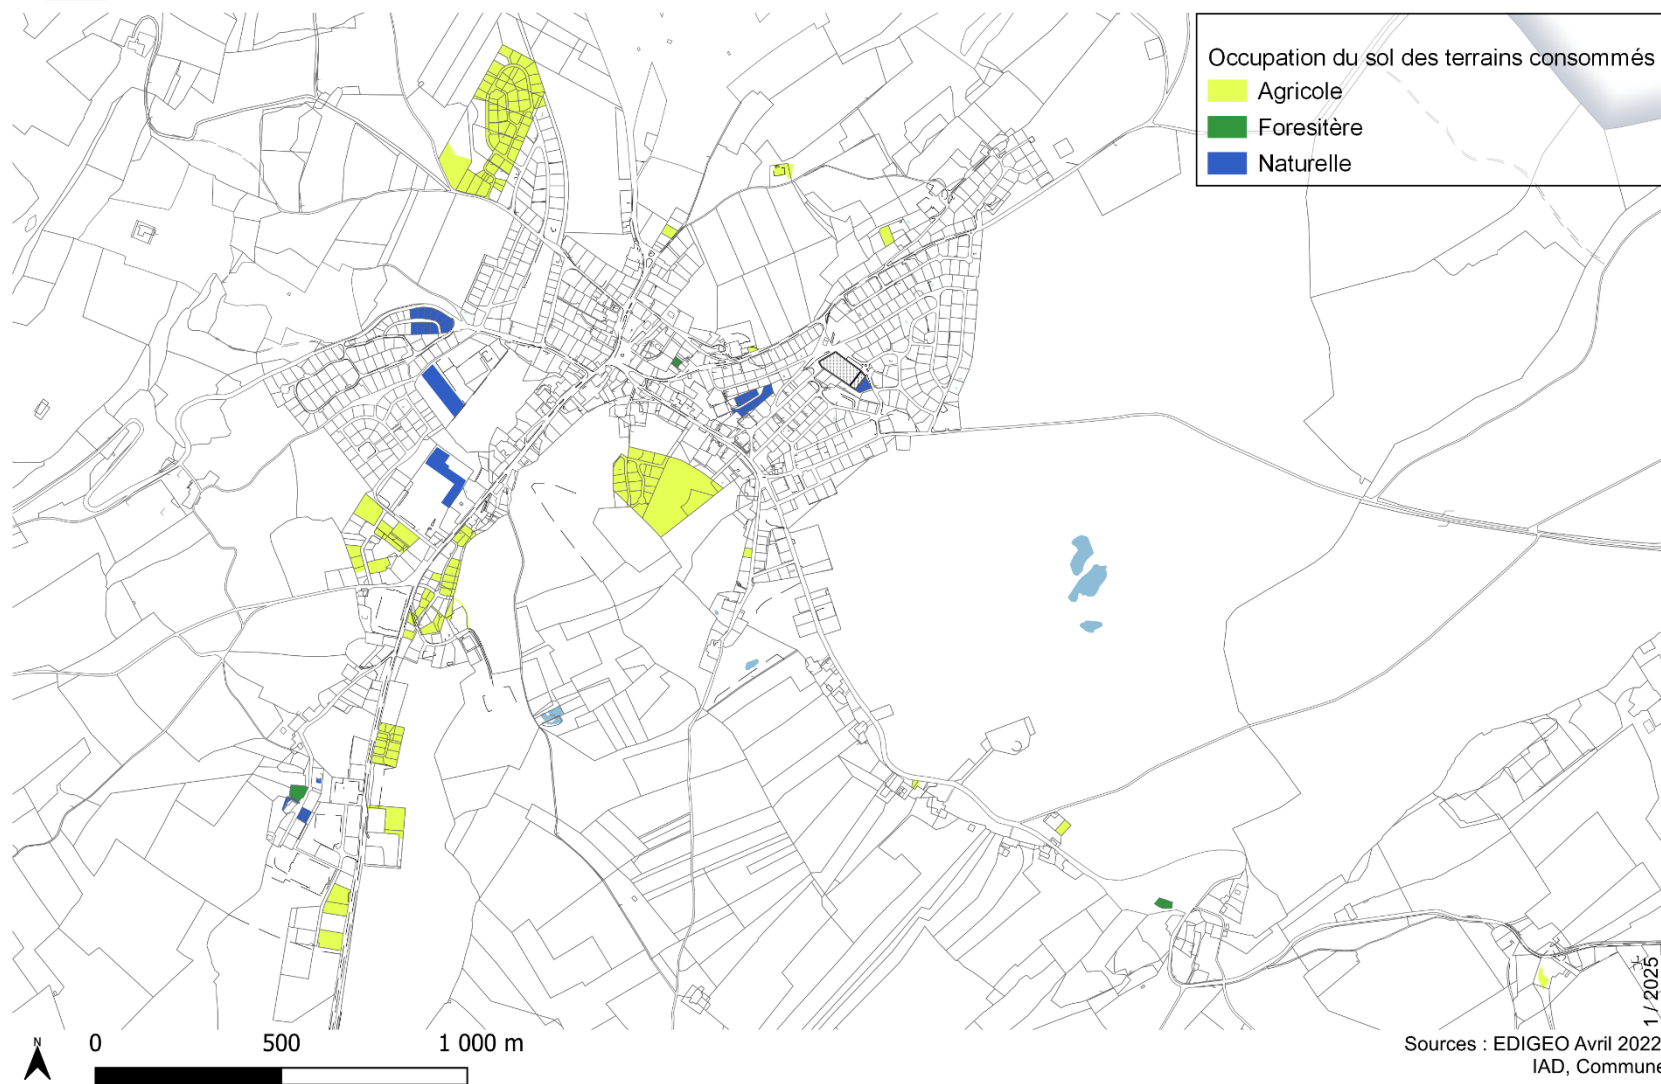 Occupation du sol des terrains consommés
Agricole
Foresitère
Naturelle
N
0 500 1 000 m
1 / 2025
Sources : EDIGEO Avril 2022
IAD, Commune